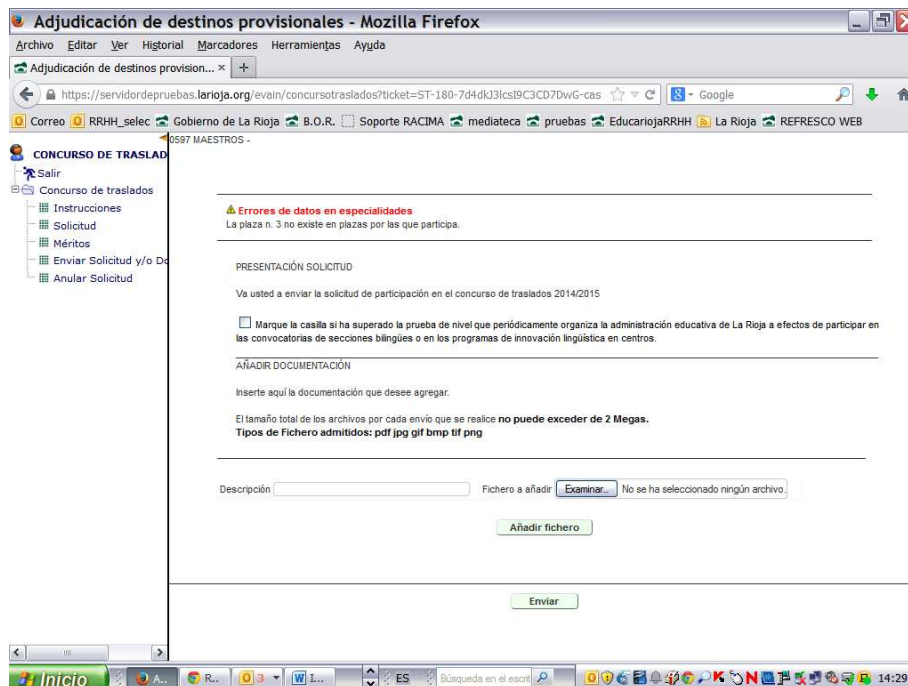 Adjudicación de destinos provisionales - Mozilla Firefox
Archivo Editar Ver Historial Marcadores Herramientas Ayuda
Adjudicación de destinos provision... × +
https://servidordepruebas.larioja.org/evain/concursotraslados?ticket=ST-180-7d4dkJ3lcsI9C3CD7DwG-cas Google
Correo RRHH_selec Gobierno de La Rioja B.O.R. Soporte RACIMA mediateca pruebas EducariojaRRHH La Rioja REFRESCO WEB
0597 MAESTROS -
CONCURSO DE TRASLAD
Salir
Concurso de traslados
Instrucciones
Solicitud
Méritos
Enviar Solicitud y/o Do
Anular Solicitud
Errores de datos en especialidades
La plaza n. 3 no existe en plazas por las que participa.
PRESENTACIÓN SOLICITUD
Va usted a enviar la solicitud de participación en el concurso de traslados 2014/2015
Marque la casilla si ha superado la prueba de nivel que periódicamente organiza la administración educativa de La Rioja a efectos de participar en
las convocatorias de secciones bilingües o en los programas de innovación lingüística en centros.
AÑADIR DOCUMENTACIÓN
Inserte aquí la documentación que desee agregar.
El tamaño total de los archivos por cada envío que se realice no puede exceder de 2 Megas.
Tipos de Fichero admitidos: pdf jpg gif bmp tif png
Descripción Fichero a añadir Examinar... No se ha seleccionado ningún archivo.
Añadir fichero
Enviar
Inicio A... R... 3 I... ES Búsqueda en el escrit 14:29